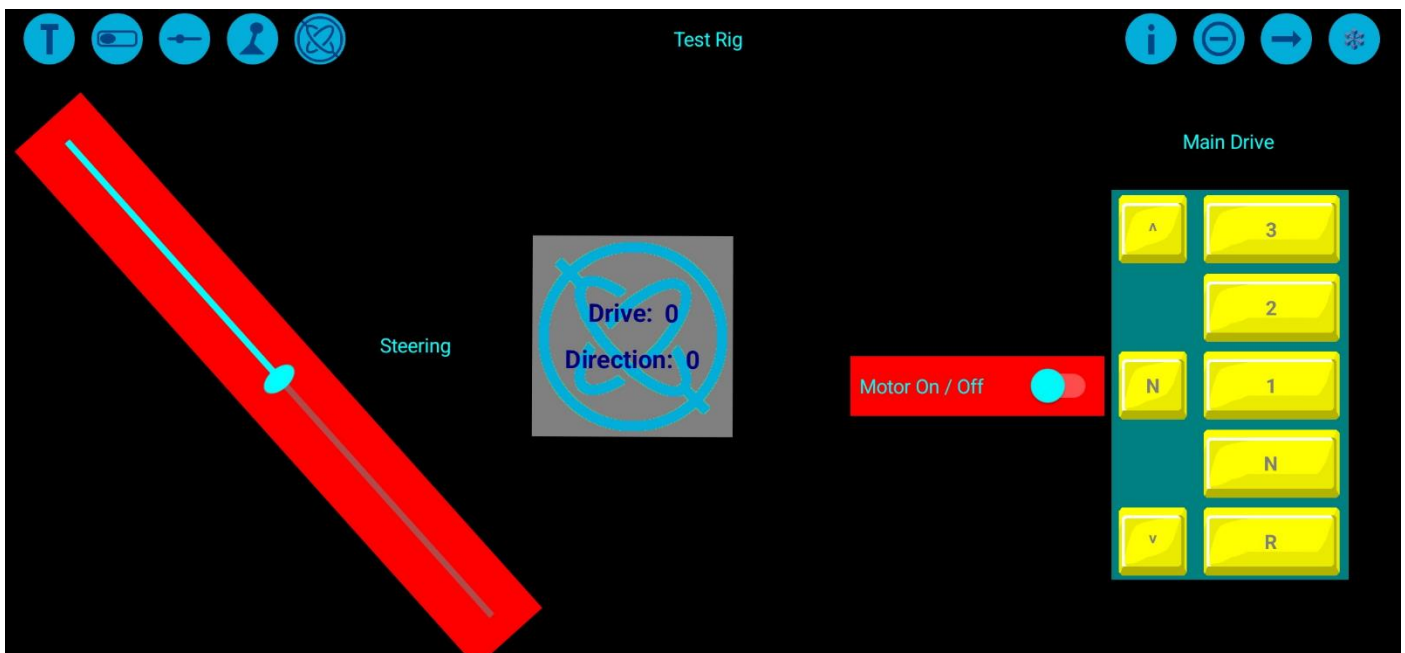 T
i
Test Rig
Main Drive
^ 3
2
Steering
Drive: 0
Direction: 0
Motor On / Off
N 1
N
v R